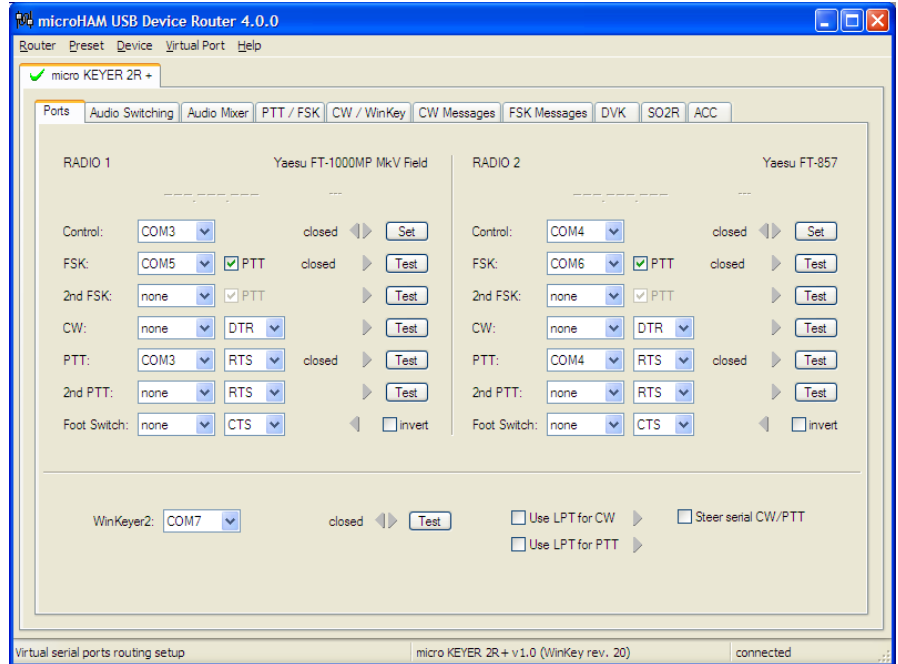 microHAM USB Device Router 4.0.0
Router Preset Device Virtual Port Help
micro KEYER 2R +
Ports Audio Switching Audio Mixer PTT / FSK CW / WinKey CW Messages FSK Messages DVK SO2R ACC
RADIO 1 Yaesu FT-1000MP MkV Field RADIO 2 Yaesu FT-857
---.---.--- --- ---.---.--- ---
Control: COM3 closed Set Control: COM4 closed Set
FSK: COM5 PTT closed Test FSK: COM6 PTT closed Test
2nd FSK: none PTT Test 2nd FSK: none PTT Test
CW: none DTR Test CW: none DTR Test
PTT: COM3 RTS closed Test PTT: COM4 RTS closed Test
2nd PTT: none RTS Test 2nd PTT: none RTS Test
Foot Switch: none CTS invert Foot Switch: none CTS invert
WinKeyer2: COM7 closed Test Use LPT for CW Steer serial CW/PTT
Use LPT for PTT
Virtual serial ports routing setup micro KEYER 2R+ v1.0 (WinKey rev. 20) connected